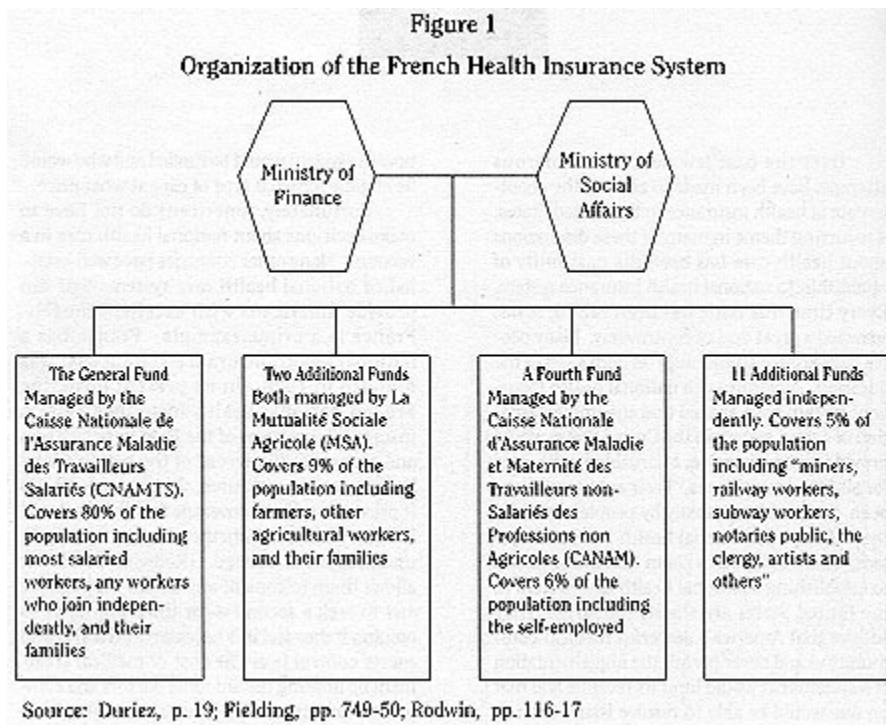 Figure 1
Organization of the French Health Insurance System
Ministry of
Finance
Ministry of
Social
Affairs
The General Fund
Managed by the
Caisse Nationale de
l'Assurance Maladie
des Travailleurs
Salariés (CNAMTS).
Covers 80% of the
population including
most salaried
workers, any workers
who join indepen-
dently, and their
families
Two Additional Funds
Both managed by La
Mutualité Sociale
Agricole (MSA).
Covers 9% of the
population including
farmers, other
agricultural workers,
and their families
A Fourth Fund
Managed by the
Caisse Nationale
d'Assurance Maladie
et Maternité des
Travailleurs non-
Salariés des
Professions non
Agricoles (CANAM).
Covers 6% of the
population including
the self-employed
11 Additional Funds
Managed indepen-
dently. Covers 5% of
the population
including "miners,
railway workers,
subway workers,
notaries public, the
clergy, artists and
others".
Source: Duriez, p. 19; Fielding, pp. 749-50; Rodwin, pp. 116-17